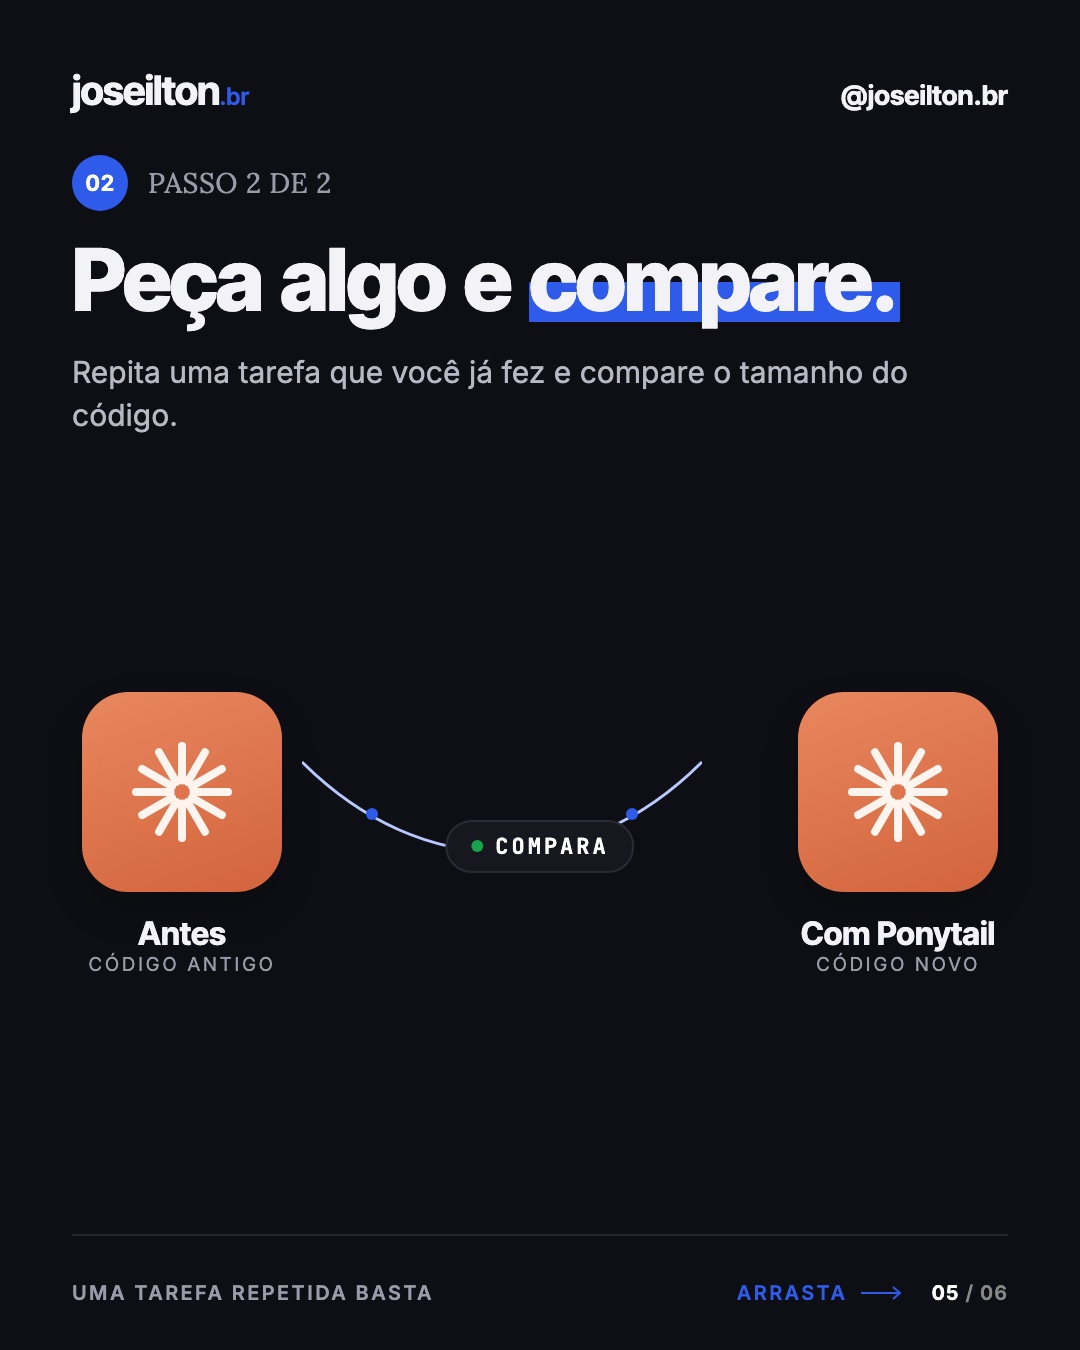 joseilton.br
@joseilton.br
02 PASSO 2 DE 2
Peça algo e compare.
Repita uma tarefa que você já fez e compare o tamanho do
código.
COMPARA
Antes
CÓDIGO ANTIGO
Com Ponytail
CÓDIGO NOVO
UMA TAREFA REPETIDA BASTA
ARRASTA → 05 / 06